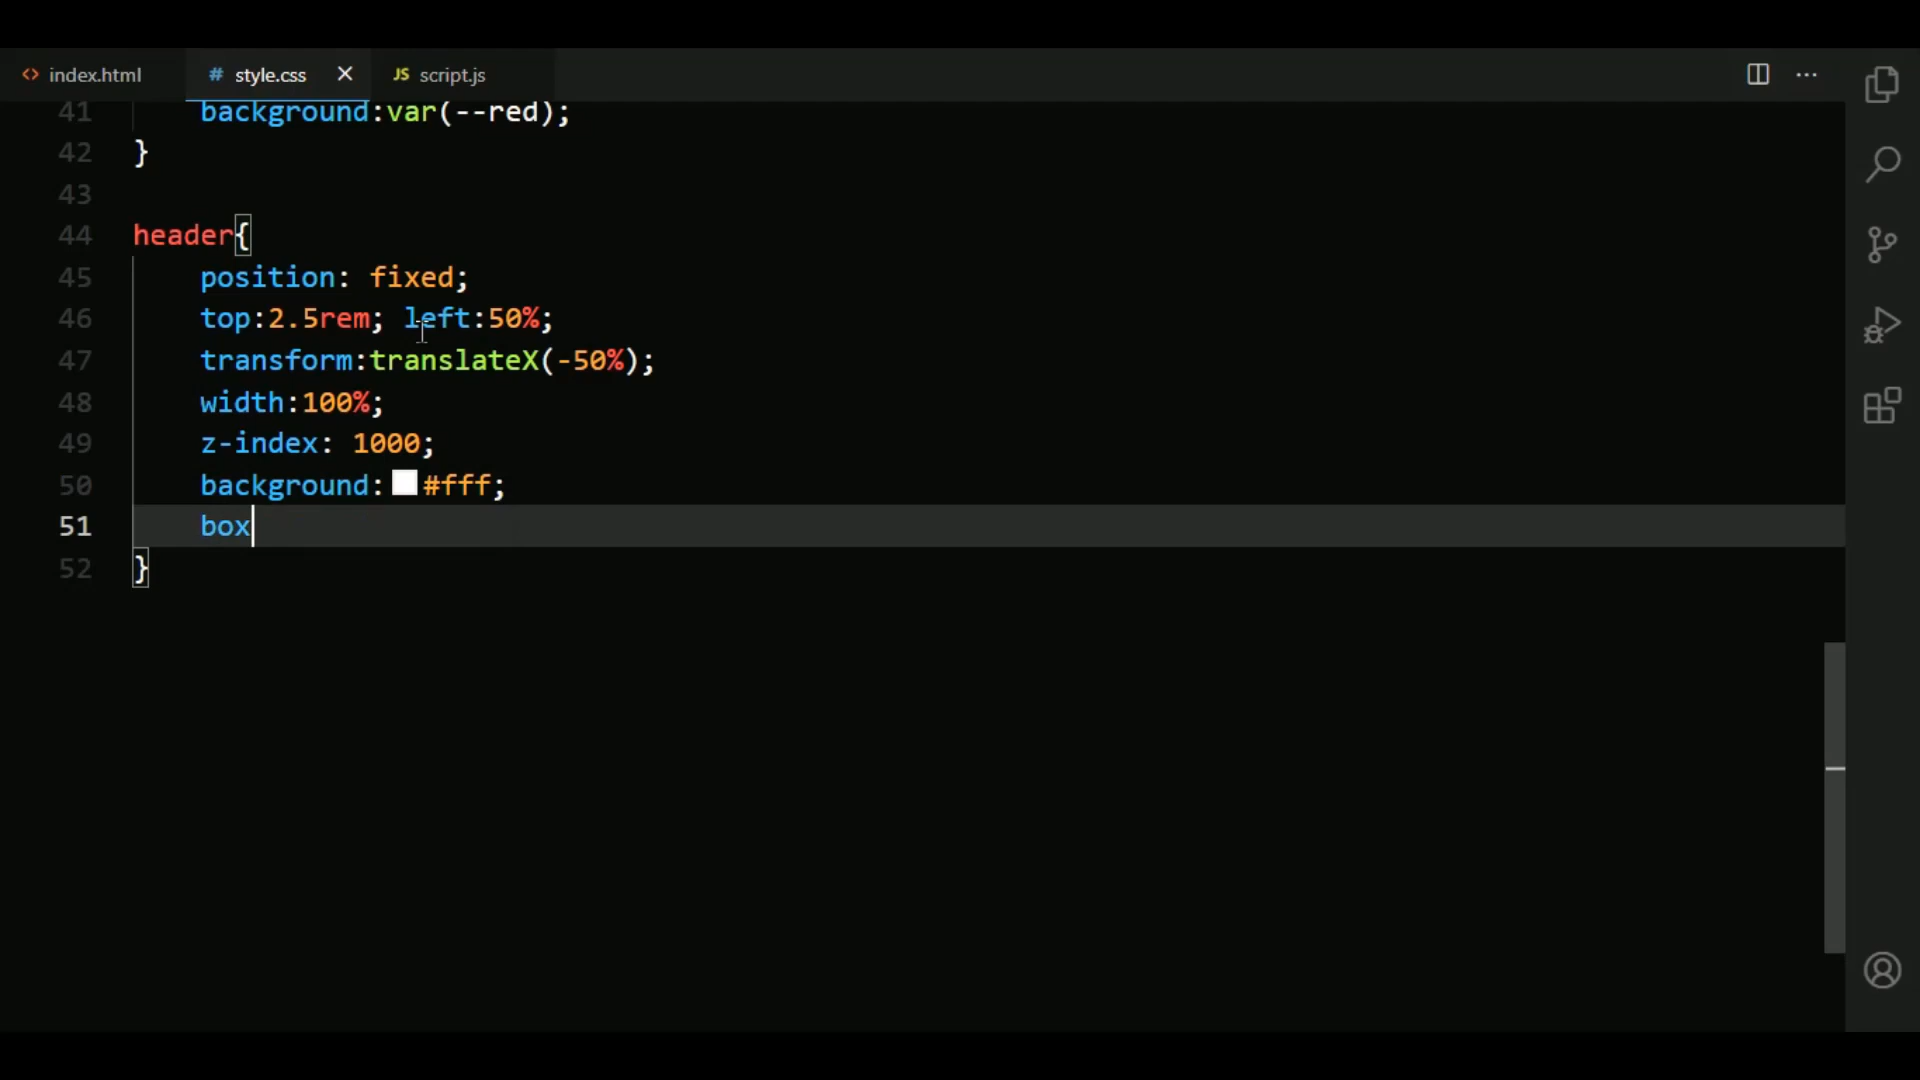 <> index.html # style.css × JS script.js ...
41 background:var(--red);
42 }
43
44 header{
45 position: fixed;
46 top:2.5rem; left:50%;
47 transform:translateX(-50%);
48 width:100%;
49 z-index: 1000;
50 background:#fff;
51 box
52 }